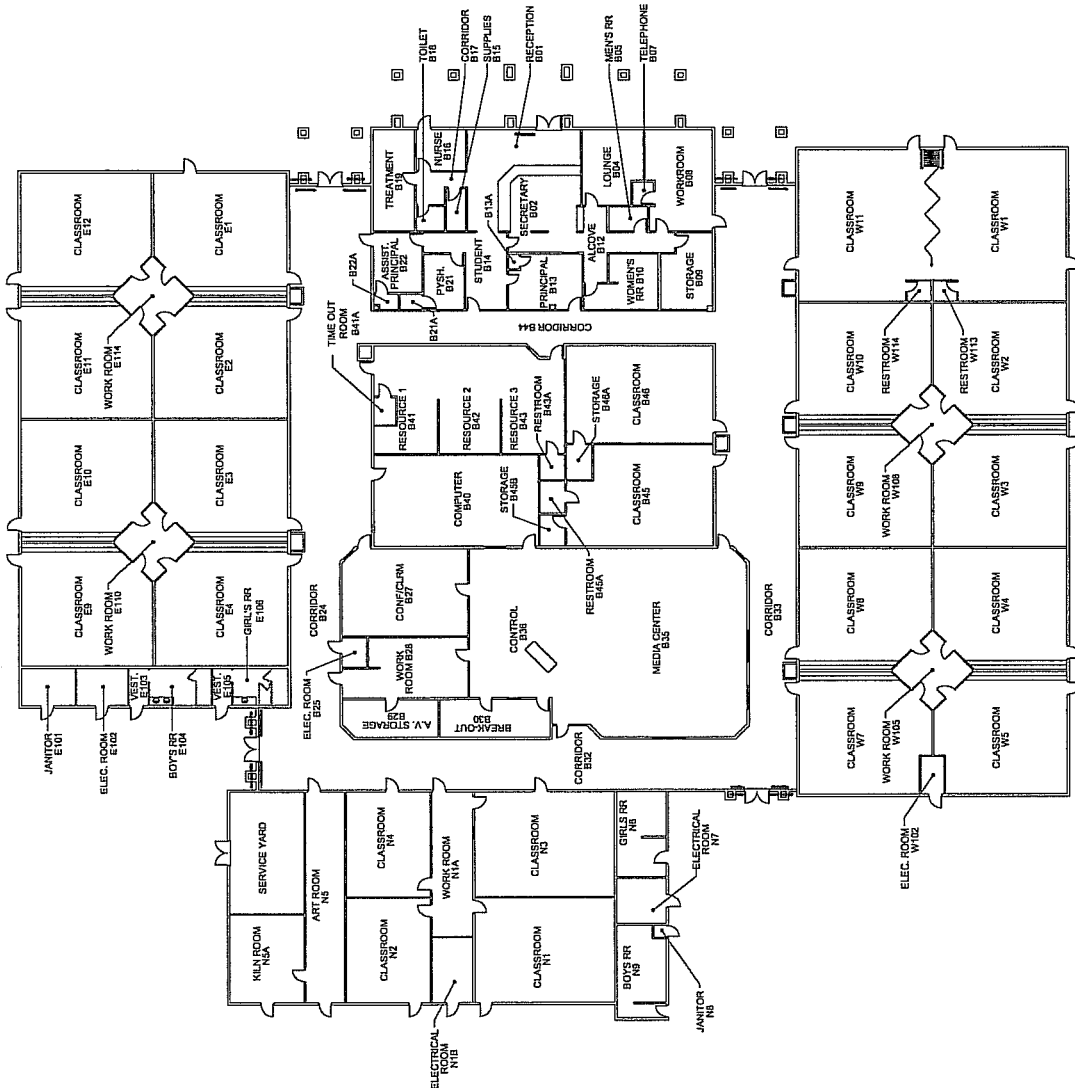 CLASSROOM
E12
CLASSROOM
E1
WORK ROOM
E114
CLASSROOM
E11
CLASSROOM
E2
CLASSROOM
E10
CLASSROOM
E3
WORK ROOM
E110
CLASSROOM
E9
CLASSROOM
E4
GIRL'S RR
E106
VEST.
E103
VEST.
E105
JANITOR
E101
ELEC. ROOM
E102
BOY'S RR
E104
TOILET
B18
CORRIDOR
B17
SUPPLIES
B15
RECEPTION
B01
MEN'S RR
B05
TELEPHONE
B07
TREATMENT
B19
NURSE
B16
LOUNGE
B04
WORKROOM
B08
SECRETARY
B02
B13A
ASSIST.
PRINCIPAL
B22
PYSH.
B21
STUDENT
B14
PRINCIPAL
B13
ALCOVE
B12
WOMEN'S
RR B10
STORAGE
B09
B22A
B21A
TIME OUT
ROOM
B41A
CORRIDOR B44
RESOURCE 1
B41
RESOURCE 2
B42
RESOURCE 3
B43
RESTROOM
B43A
STORAGE
B46A
CLASSROOM
B46
COMPUTER
B40
STORAGE
B45B
CLASSROOM
B45
RESTROOM
B45A
CORRIDOR
B24
CONF/CLRM
B27
CONTROL
B36
MEDIA CENTER
B35
CORRIDOR
B33
ELEC. ROOM
B25
WORK
ROOM B28
A.V. STORAGE
B29
BREAK-OUT
B30
CORRIDOR
B32
SERVICE YARD
KILN ROOM
N5A
ART ROOM
N5
CLASSROOM
N4
CLASSROOM
N2
WORK ROOM
N1A
ELECTRICAL
ROOM
N1B
CLASSROOM
N3
CLASSROOM
N1
GIRLS RR
N6
ELECTRICAL
ROOM
N7
BOYS RR
N9
JANITOR
N8
CLASSROOM
W11
CLASSROOM
W1
RESTROOM
W114
RESTROOM
W113
CLASSROOM
W10
CLASSROOM
W2
WORK ROOM
W108
CLASSROOM
W9
CLASSROOM
W3
CLASSROOM
W8
CLASSROOM
W4
WORK ROOM
W105
CLASSROOM
W7
CLASSROOM
W5
ELEC. ROOM
W102